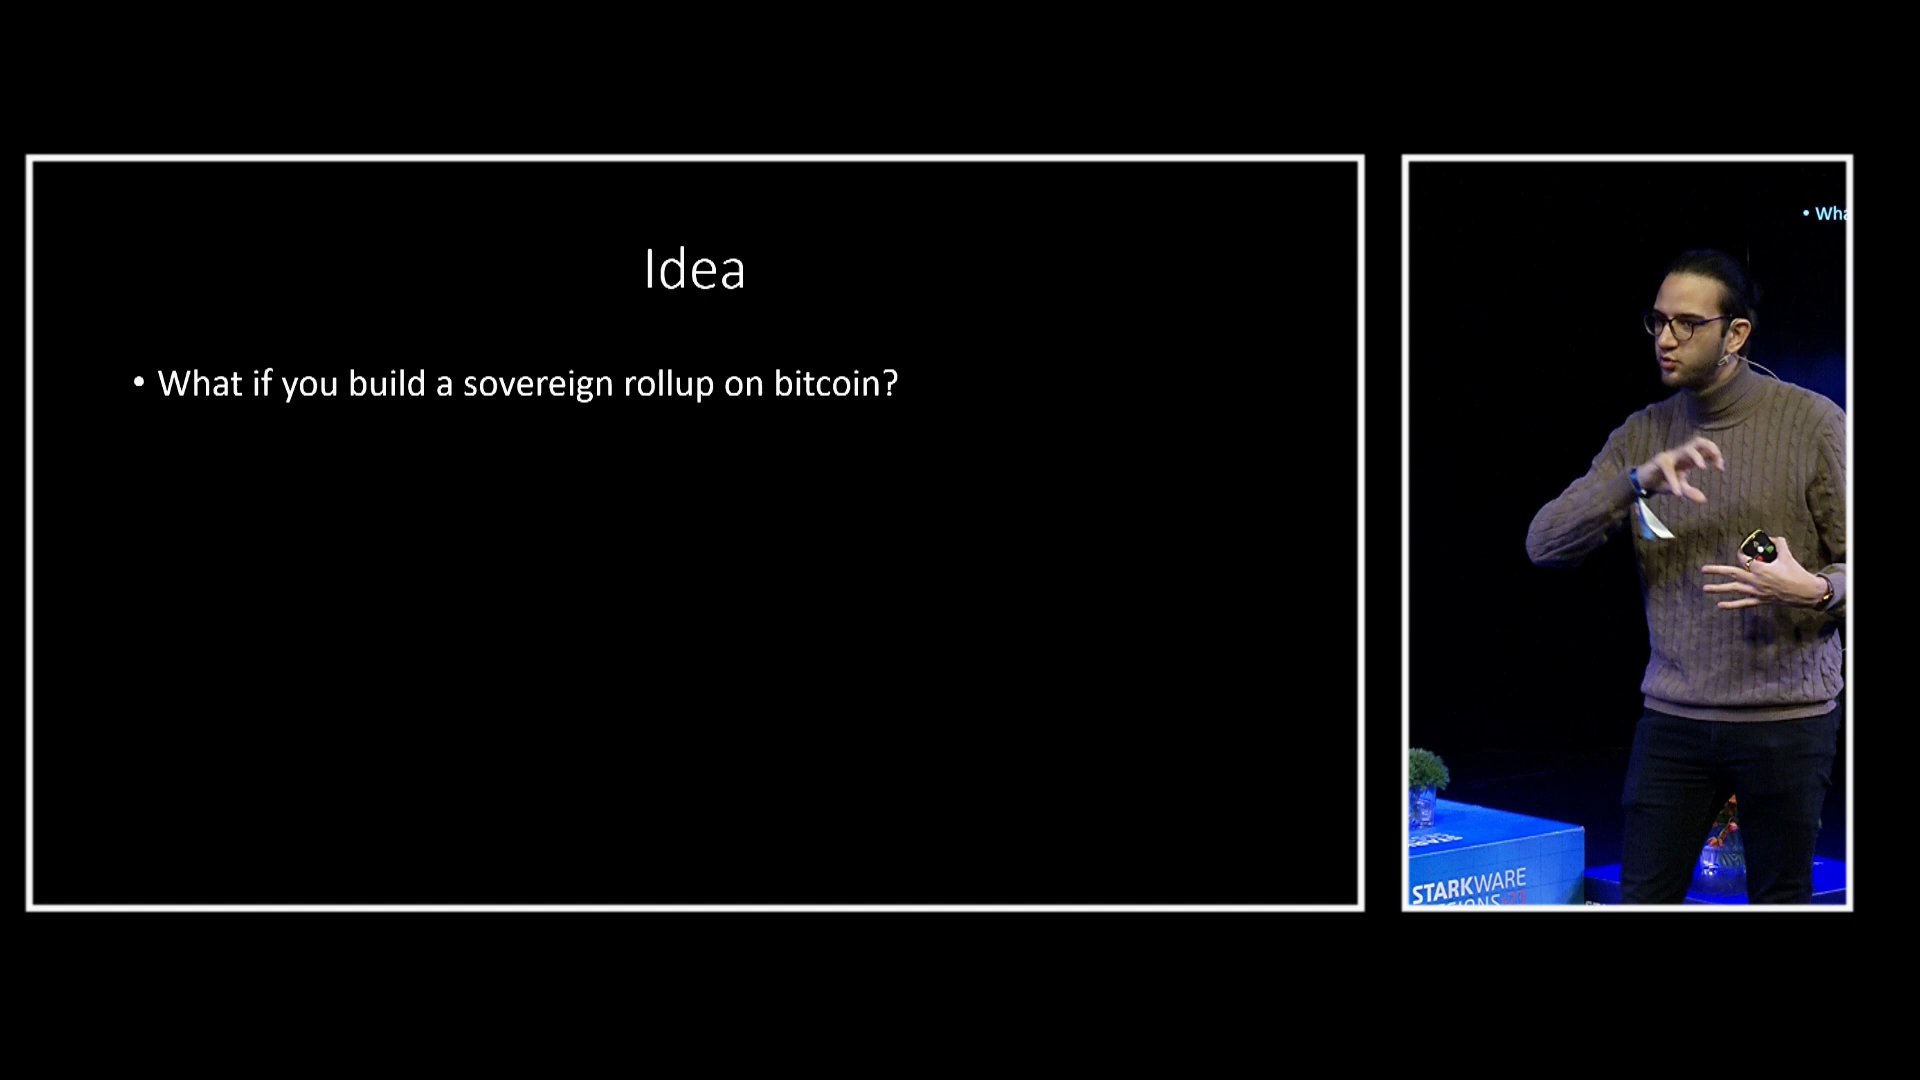 Idea
• What if you build a sovereign rollup on bitcoin?
• Wha
STARKWARE